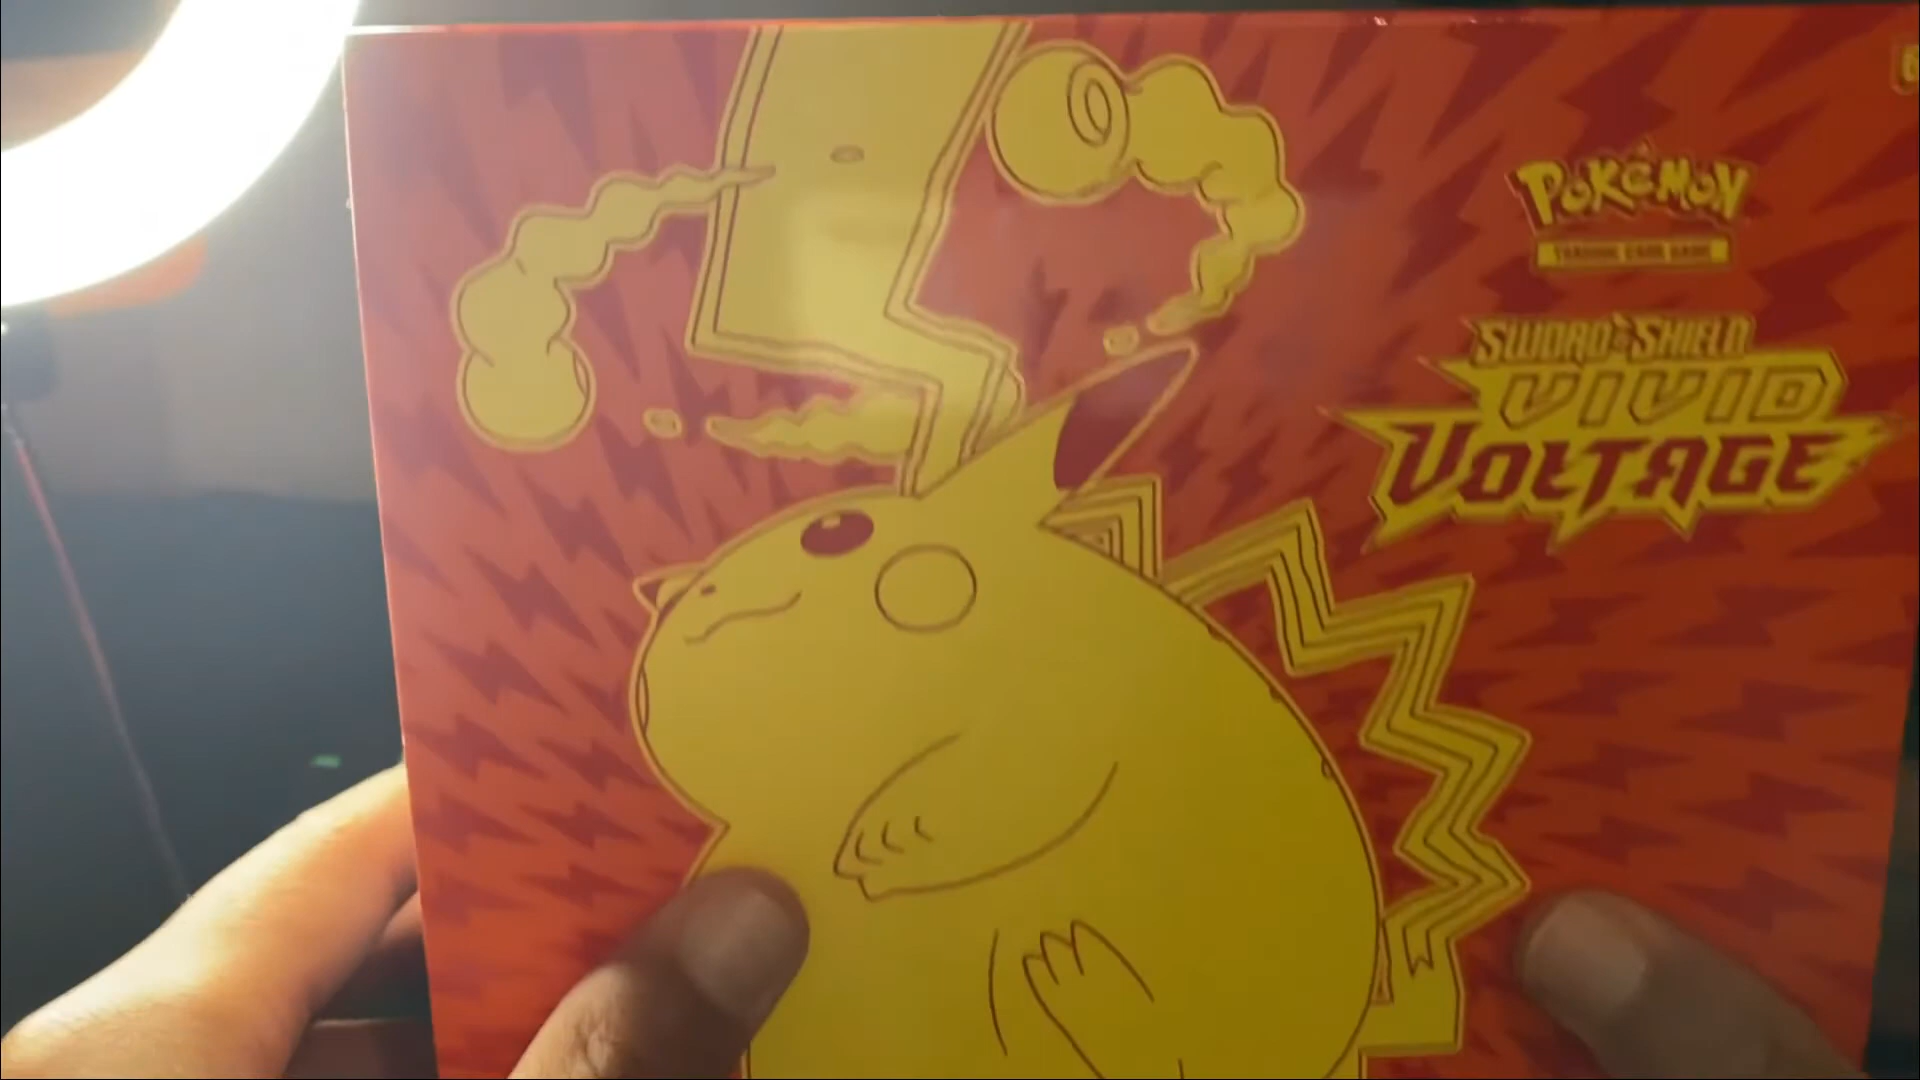 POKéMON
TRADING CARD GAME
SWORD & SHIELD
VIVID
VOLTAGE